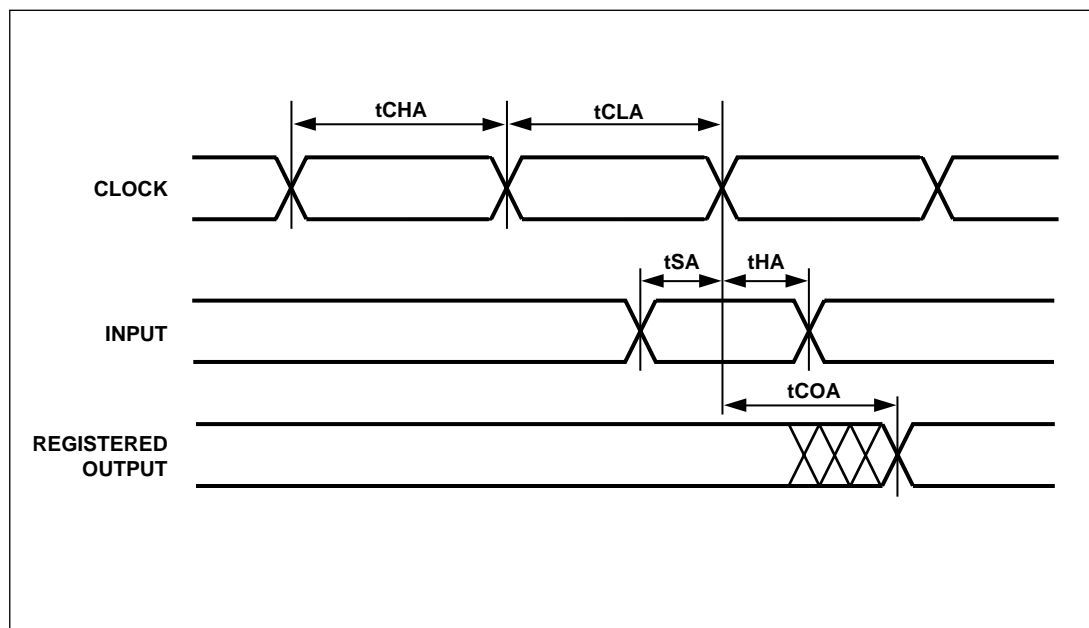 tCHA
tCLA
CLOCK
tSA
tHA
INPUT
tCOA
REGISTERED
OUTPUT